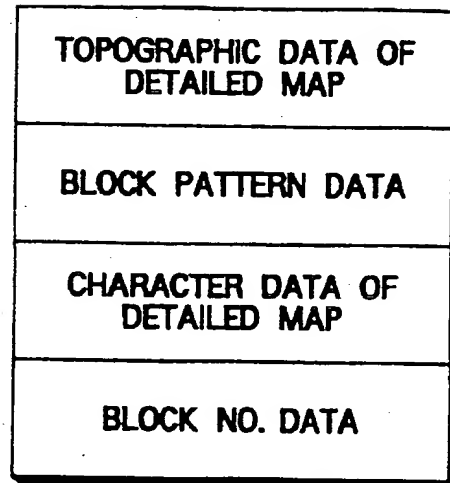 TOPOGRAPHIC DATA OF
DETAILED MAP
BLOCK PATTERN DATA
CHARACTER DATA OF
DETAILED MAP
BLOCK NO. DATA